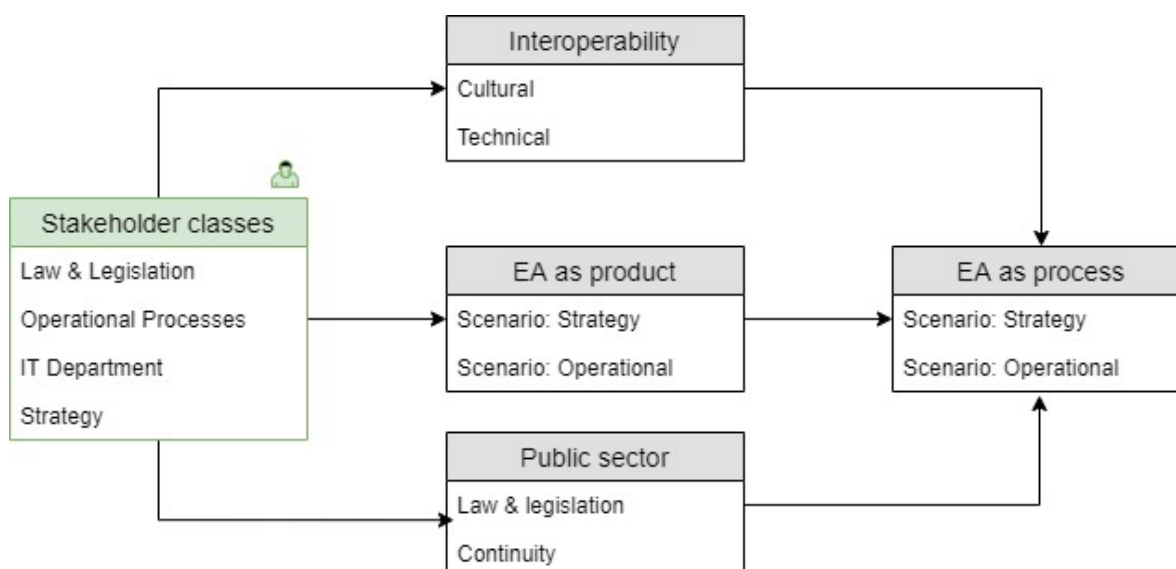 Interoperability
Cultural
Technical
Stakeholder classes
Law & Legislation
Operational Processes
IT Department
Strategy
EA as product
Scenario: Strategy
Scenario: Operational
EA as process
Scenario: Strategy
Scenario: Operational
Public sector
Law & legislation
Continuity